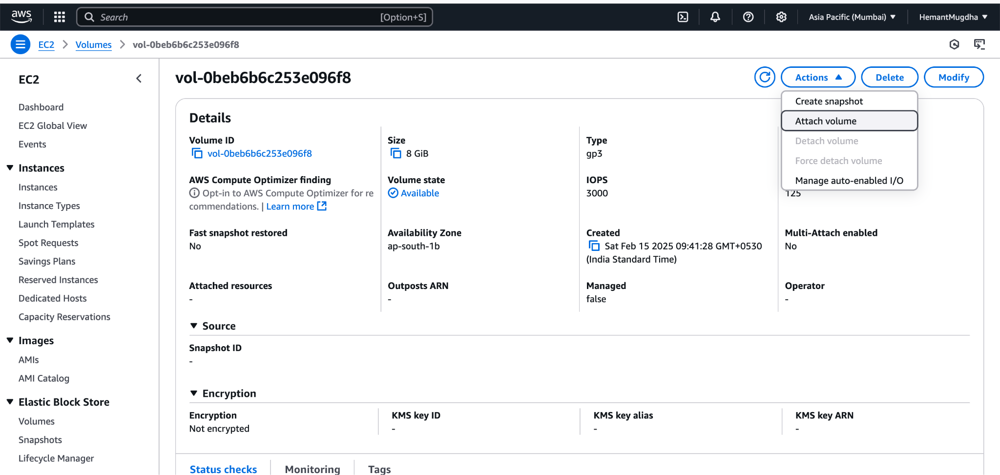 aws
Search [Option+S]
Asia Pacific (Mumbai)
HemantMugdha
EC2
Volumes
vol-0beb6b6c253e096f8
EC2
Dashboard
EC2 Global View
Events
Instances
Instances
Instance Types
Launch Templates
Spot Requests
Savings Plans
Reserved Instances
Dedicated Hosts
Capacity Reservations
Images
AMIs
AMI Catalog
Elastic Block Store
Volumes
Snapshots
Lifecycle Manager
vol-0beb6b6c253e096f8
Actions
Delete
Modify
Create snapshot
Attach volume
Detach volume
Force detach volume
Manage auto-enabled I/O
Details
Volume ID
vol-0beb6b6c253e096f8
Size
8 GiB
Type
gp3
AWS Compute Optimizer finding
Opt-in to AWS Compute Optimizer for re
commendations. | Learn more
Volume state
Available
IOPS
3000
125
Fast snapshot restored
No
Availability Zone
ap-south-1b
Created
Sat Feb 15 2025 09:41:28 GMT+0530
(India Standard Time)
Multi-Attach enabled
No
Attached resources
-
Outposts ARN
-
Managed
false
Operator
-
Source
Snapshot ID
-
Encryption
Encryption
Not encrypted
KMS key ID
-
KMS key alias
-
KMS key ARN
-
Status checks
Monitoring
Tags